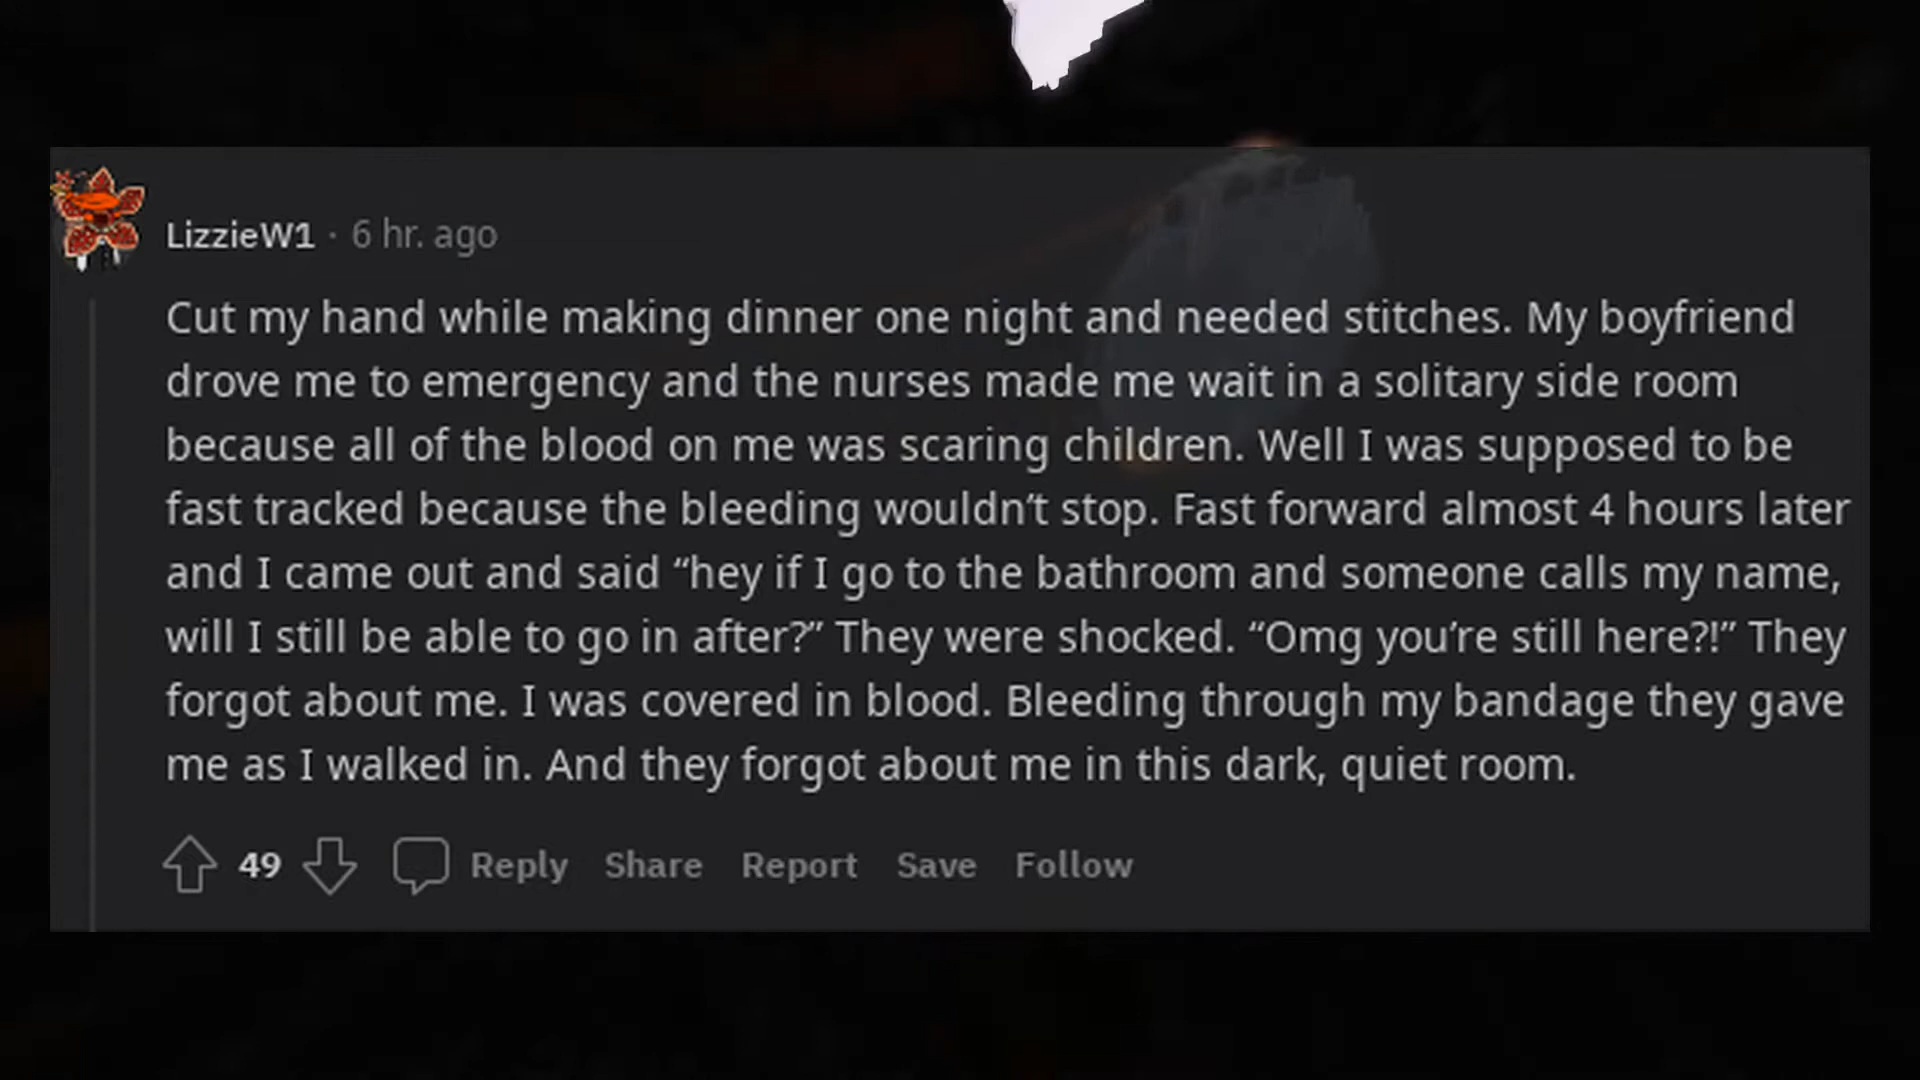 LizzieW1 · 6 hr. ago
Cut my hand while making dinner one night and needed stitches. My boyfriend
drove me to emergency and the nurses made me wait in a solitary side room
because all of the blood on me was scaring children. Well I was supposed to be
fast tracked because the bleeding wouldn’t stop. Fast forward almost 4 hours later
and I came out and said “hey if I go to the bathroom and someone calls my name,
will I still be able to go in after?” They were shocked. “Omg you’re still here?!” They
forgot about me. I was covered in blood. Bleeding through my bandage they gave
me as I walked in. And they forgot about me in this dark, quiet room.
49 Reply Share Report Save Follow